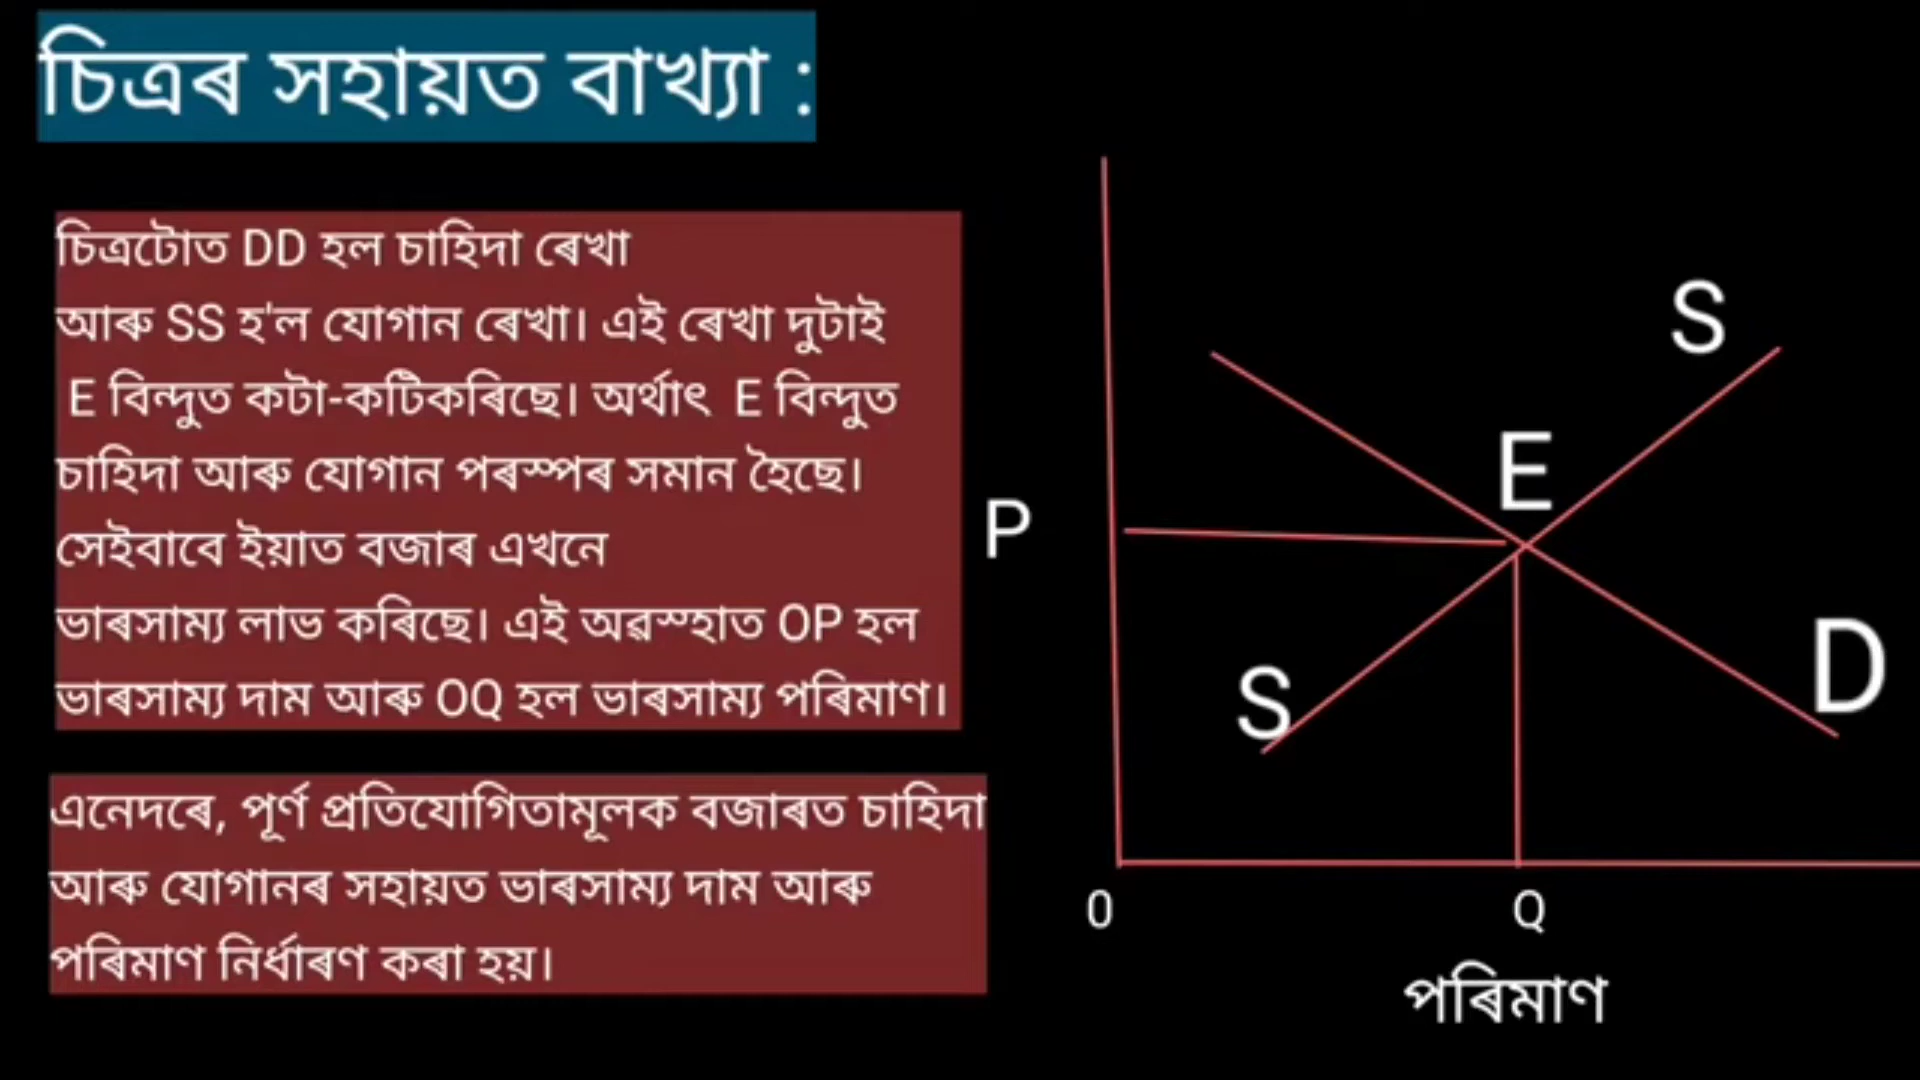 চিত্ৰৰ সহায়ত বাখ্যা :
চিত্ৰটোত DD হল চাহিদা ৰেখা
আৰু SS হ'ল যোগান ৰেখা। এই ৰেখা দুটাই
E বিন্দুত কটা-কটিকৰিছে। অৰ্থাৎ E বিন্দুত
চাহিদা আৰু যোগান পৰস্পৰ সমান হৈছে।
সেইবাবে ইয়াত বজাৰ এখনে
ভাৰসাম্য লাভ কৰিছে। এই অৱস্হাত OP হল
ভাৰসাম্য দাম আৰু OQ হল ভাৰসাম্য পৰিমাণ।
এনেদৰে, পূৰ্ণ প্ৰতিযোগিতামূলক বজাৰত চাহিদা
আৰু যোগানৰ সহায়ত ভাৰসাম্য দাম আৰু
পৰিমাণ নিৰ্ধাৰণ কৰা হয়।
S
E
P
D
S
0
Q
পৰিমাণ